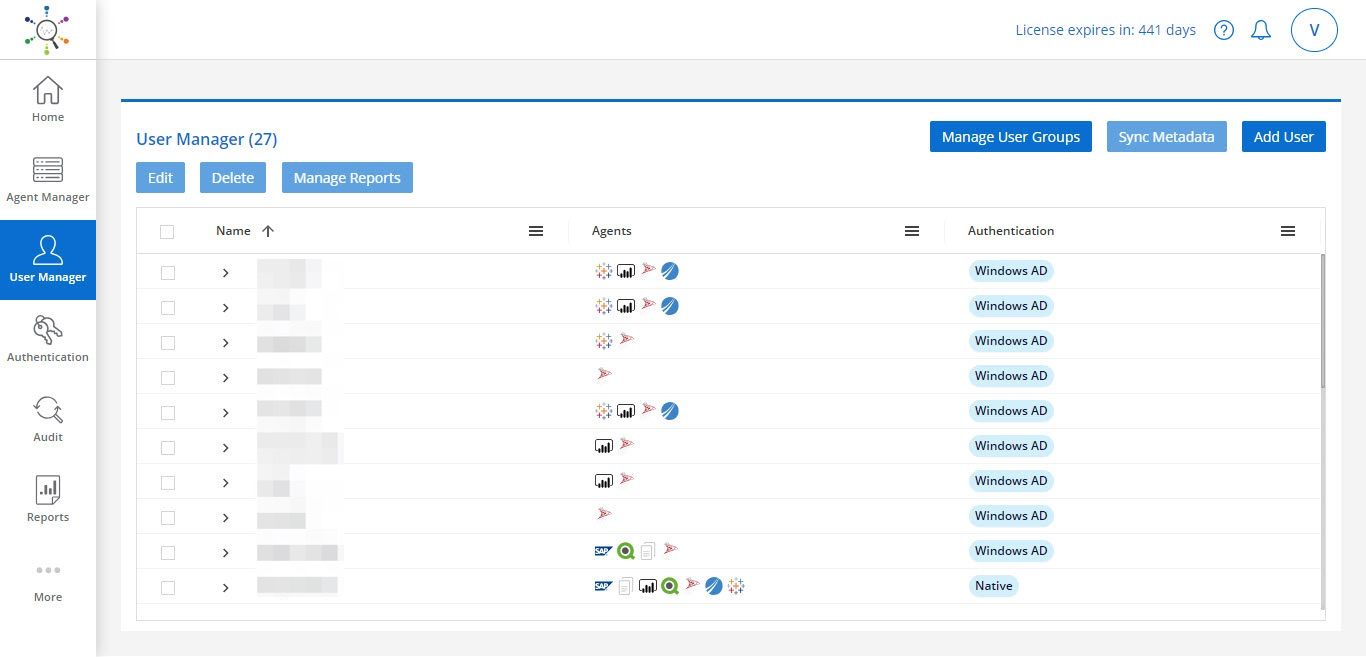 License expires in: 441 days
?
V
Home
Agent Manager
User Manager
Authentication
Audit
Reports
More
User Manager (27)
Manage User Groups
Sync Metadata
Add User
Edit
Delete
Manage Reports
Name
Agents
Authentication
Windows AD
Windows AD
Windows AD
Windows AD
Windows AD
Windows AD
Windows AD
Windows AD
SAP
Windows AD
SAP
Native